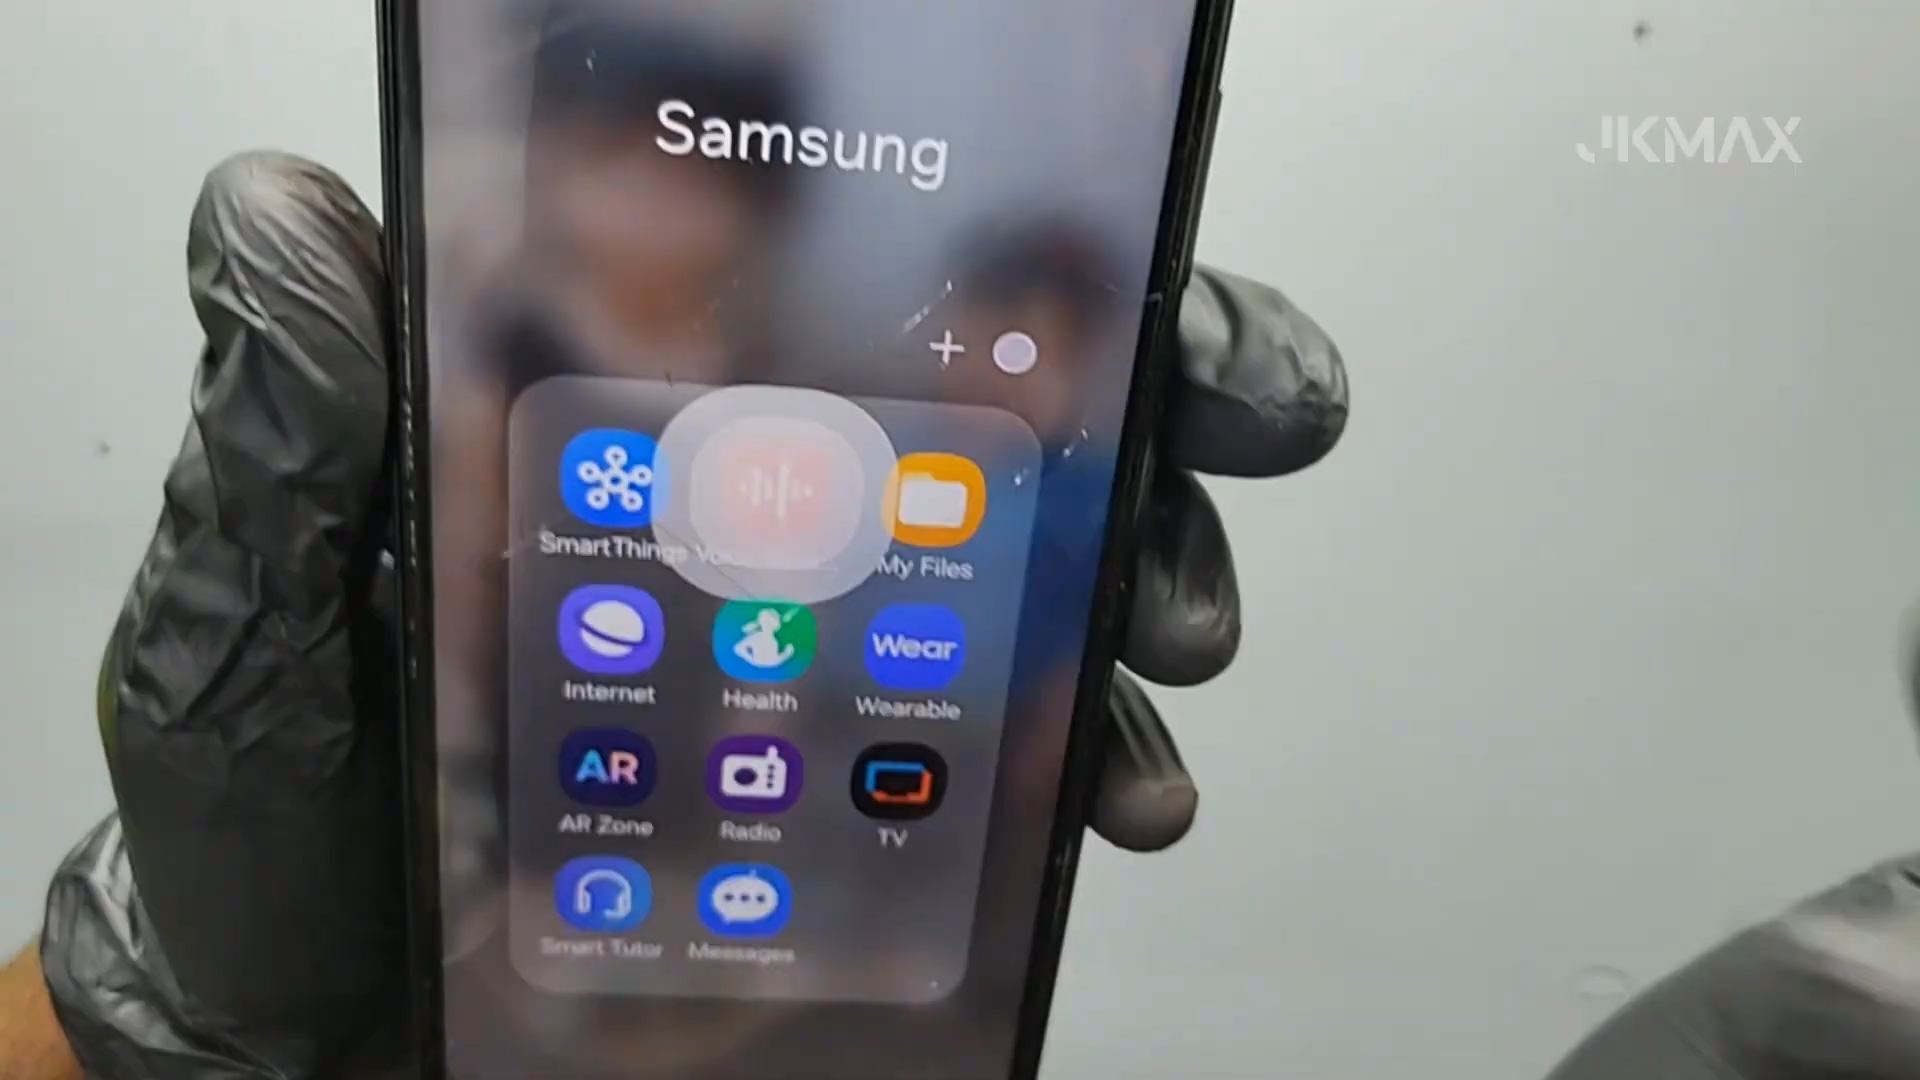 JKMAX
Samsung
SmartThings
My Files
Internet
Health
Wear
Wearable
AR
AR Zone
Radio
TV
Smart Tutor
Messages